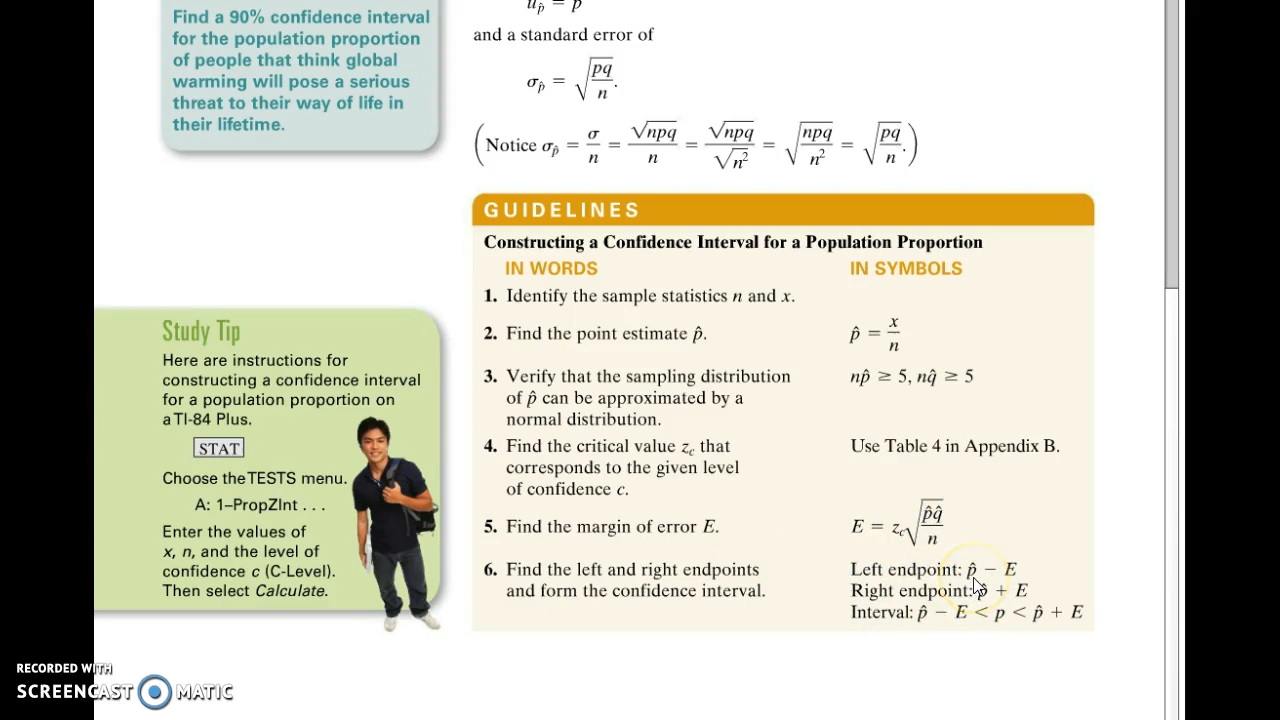 Find a 90% confidence interval
for the population proportion
of people that think global
warming will pose a serious
threat to their way of life in
their lifetime.
u_p̂ = p
and a standard error of
σ_p̂ = √(pq/n).
(Notice σ_p̂ = σ/n = √npq/n = √npq/√n² = √(npq/n²) = √(pq/n).)
GUIDELINES
Constructing a Confidence Interval for a Population Proportion
IN WORDS IN SYMBOLS
1. Identify the sample statistics n and x.
2. Find the point estimate p̂. p̂ = x/n
3. Verify that the sampling distribution np̂ ≥ 5, nq̂ ≥ 5
of p̂ can be approximated by a
normal distribution.
4. Find the critical value z_c that Use Table 4 in Appendix B.
corresponds to the given level
of confidence c.
5. Find the margin of error E. E = z_c√(p̂q̂/n)
6. Find the left and right endpoints Left endpoint: p̂ − E
and form the confidence interval. Right endpoint: p̂ + E
Interval: p̂ − E < p < p̂ + E
Study Tip
Here are instructions for
constructing a confidence interval
for a population proportion on
a TI-84 Plus.
STAT
Choose the TESTS menu.
A: 1–PropZInt . . .
Enter the values of
x, n, and the level of
confidence c (C-Level).
Then select Calculate.
RECORDED WITH
SCREENCAST MATIC